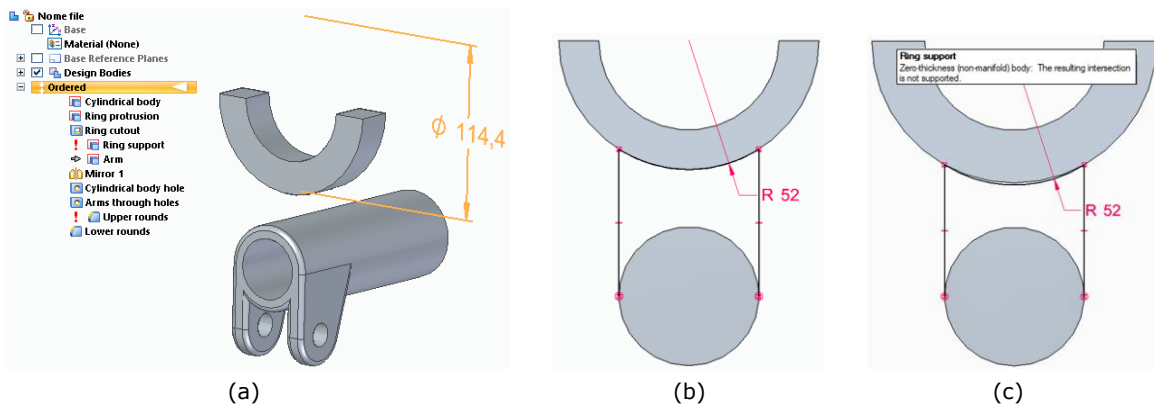 Nome file
Base
Material (None)
Base Reference Planes
Design Bodies
Ordered
Cylindrical body
Ring protrusion
Ring cutout
! Ring support
Arm
Mirror 1
Cylindrical body hole
Arms through holes
! Upper rounds
Lower rounds
ϕ 114,4
(a)
R 52
(b)
Ring support
Zero-thickness (non-manifold) body: The resulting intersection
is not supported.
R 52
(c)